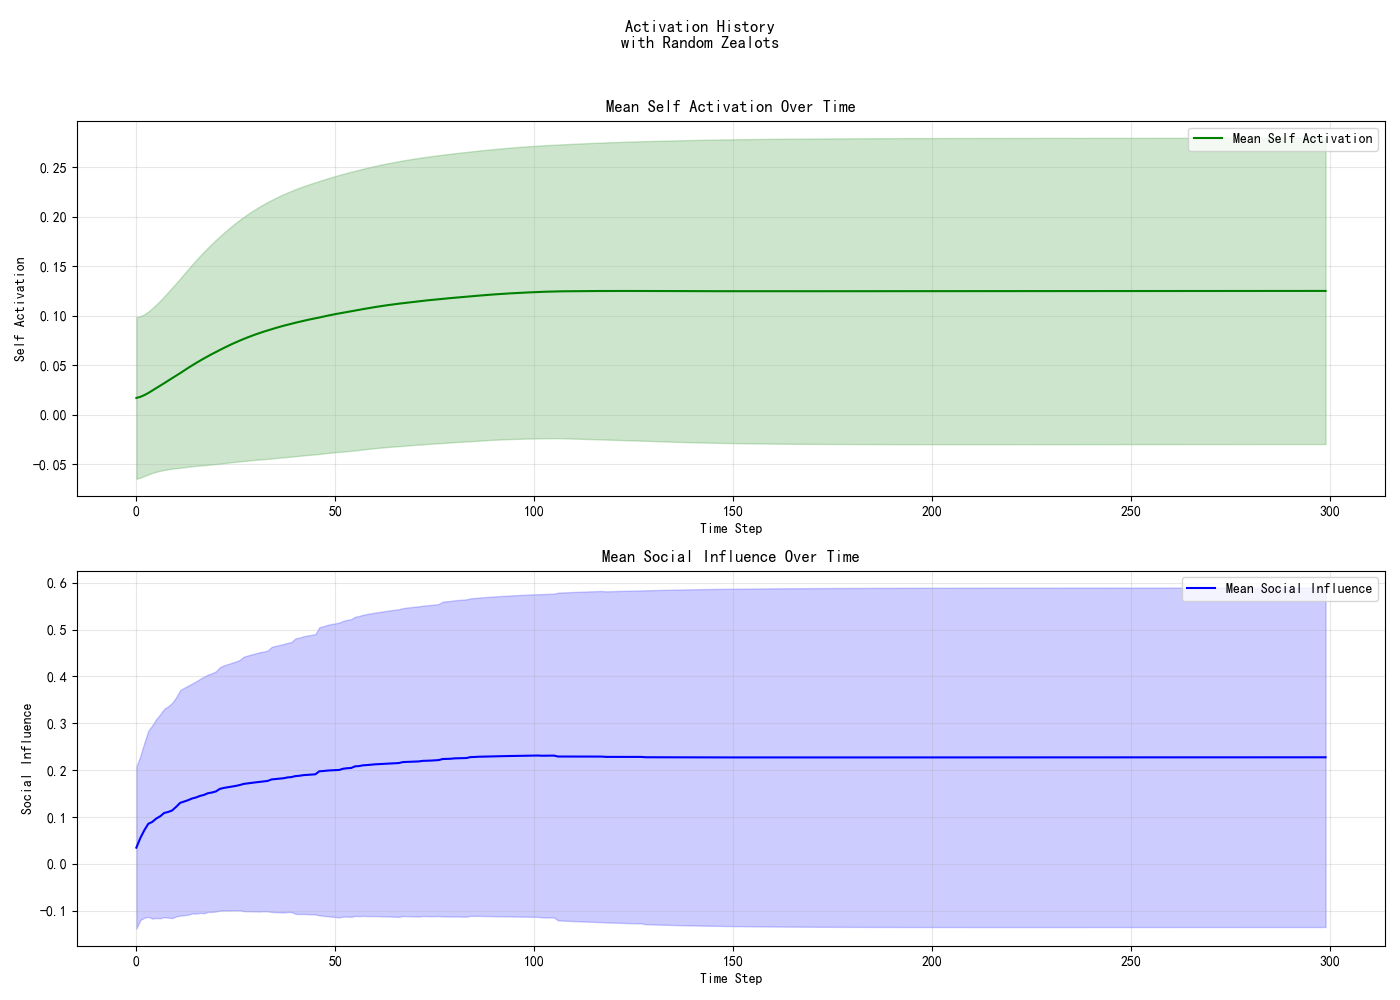 Activation History
with Random Zealots
Mean Self Activation Over Time
Mean Self Activation
Self Activation
0.25
0.20
0.15
0.10
0.05
0.00
−0.05
0 50 100 150 200 250 300
Time Step
Mean Social Influence Over Time
Mean Social Influence
Social Influence
0.6
0.5
0.4
0.3
0.2
0.1
0.0
−0.1
0 50 100 150 200 250 300
Time Step